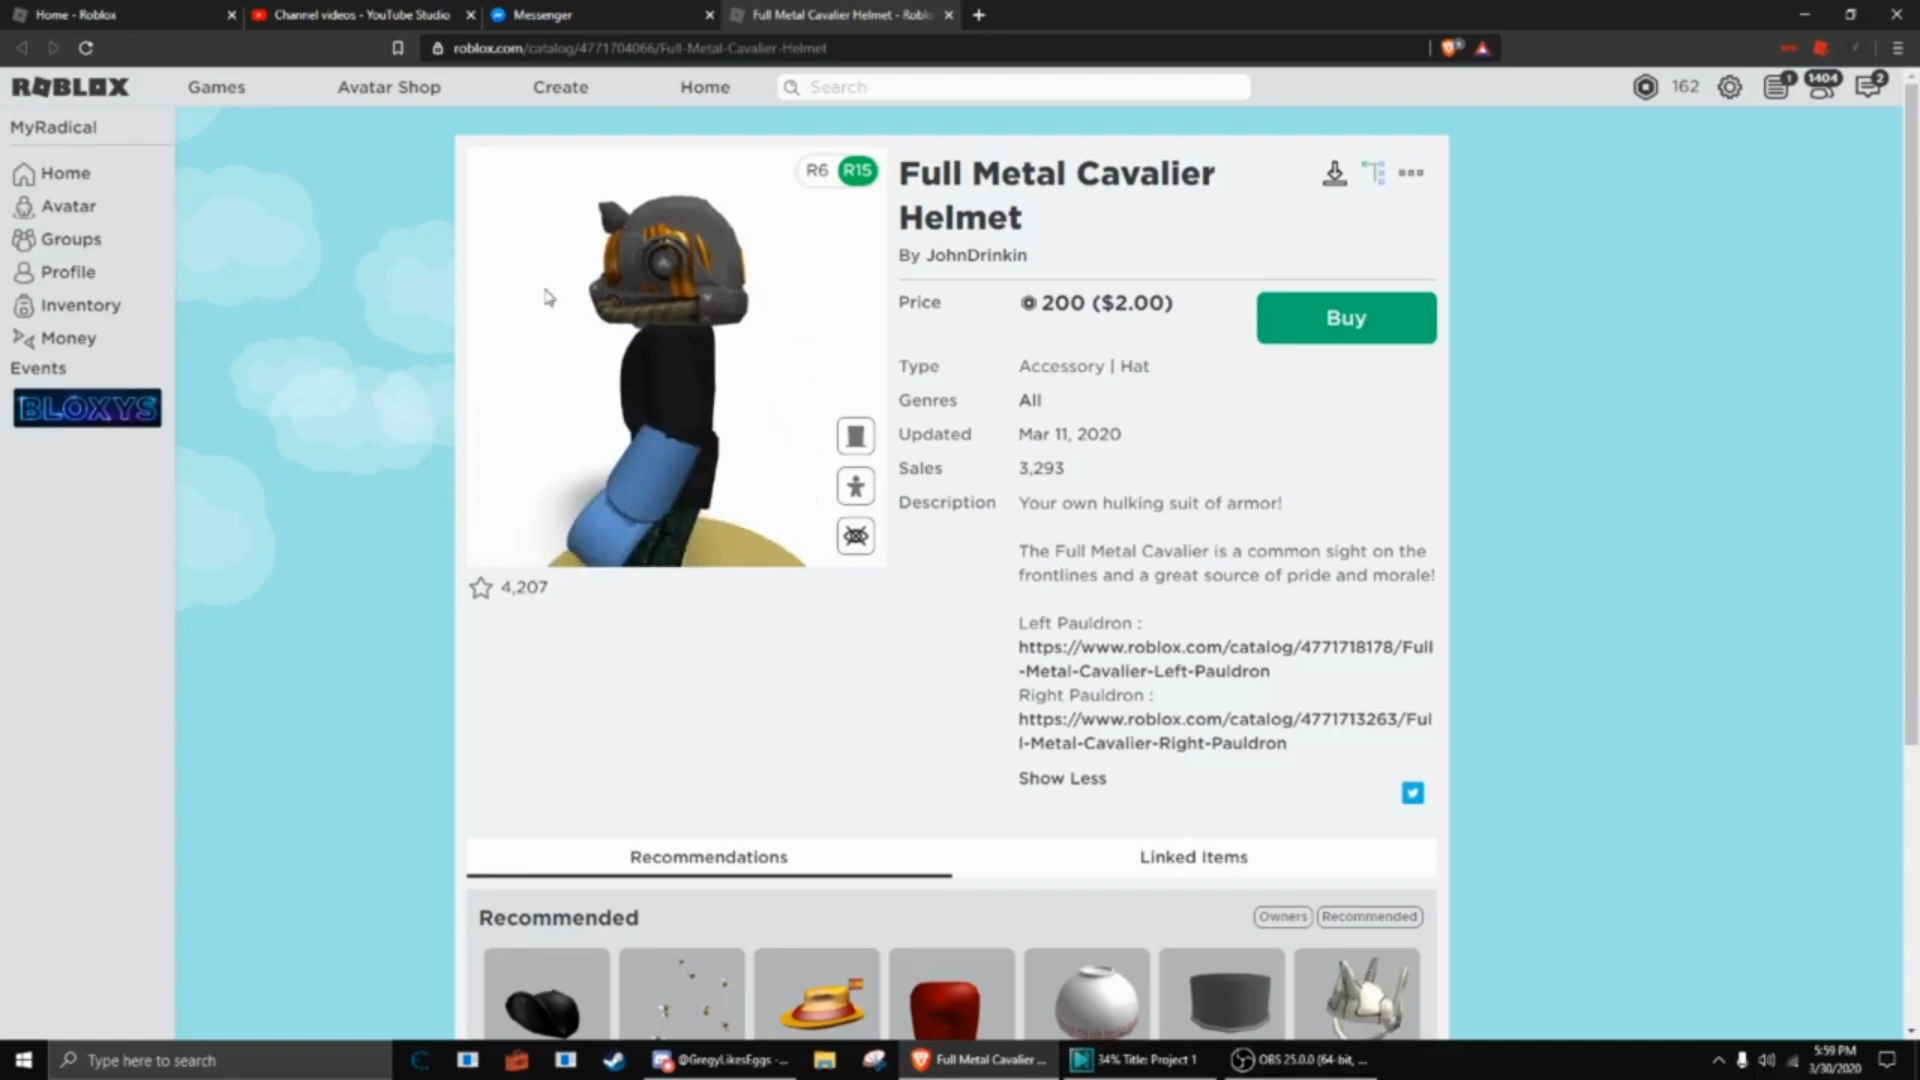 Home - Roblox
Channel videos - YouTube Studio
Messenger
Full Metal Cavalier Helmet - Roblo
roblox.com/catalog/4771704066/Full-Metal-Cavalier-Helmet
ROBLOX
Games
Avatar Shop
Create
Home
Search
162
1
1404
2
MyRadical
Home
Avatar
Groups
Profile
Inventory
Money
Events
BLOXYS
R6
R15
4,207
Full Metal Cavalier
Helmet
By JohnDrinkin
Price
200 ($2.00)
Buy
Type
Accessory | Hat
Genres
All
Updated
Mar 11, 2020
Sales
3,293
Description
Your own hulking suit of armor!
The Full Metal Cavalier is a common sight on the
frontlines and a great source of pride and morale!
Left Pauldron :
https://www.roblox.com/catalog/4771718178/Full
-Metal-Cavalier-Left-Pauldron
Right Pauldron :
https://www.roblox.com/catalog/4771713263/Ful
l-Metal-Cavalier-Right-Pauldron
Show Less
Recommendations
Linked Items
Recommended
Owners
Recommended
Type here to search
@GregyLikesEggs -...
Full Metal Cavalier ...
34% Title: Project 1
OBS 25.0.0 (64-bit, ...
5:59 PM
3/30/2020